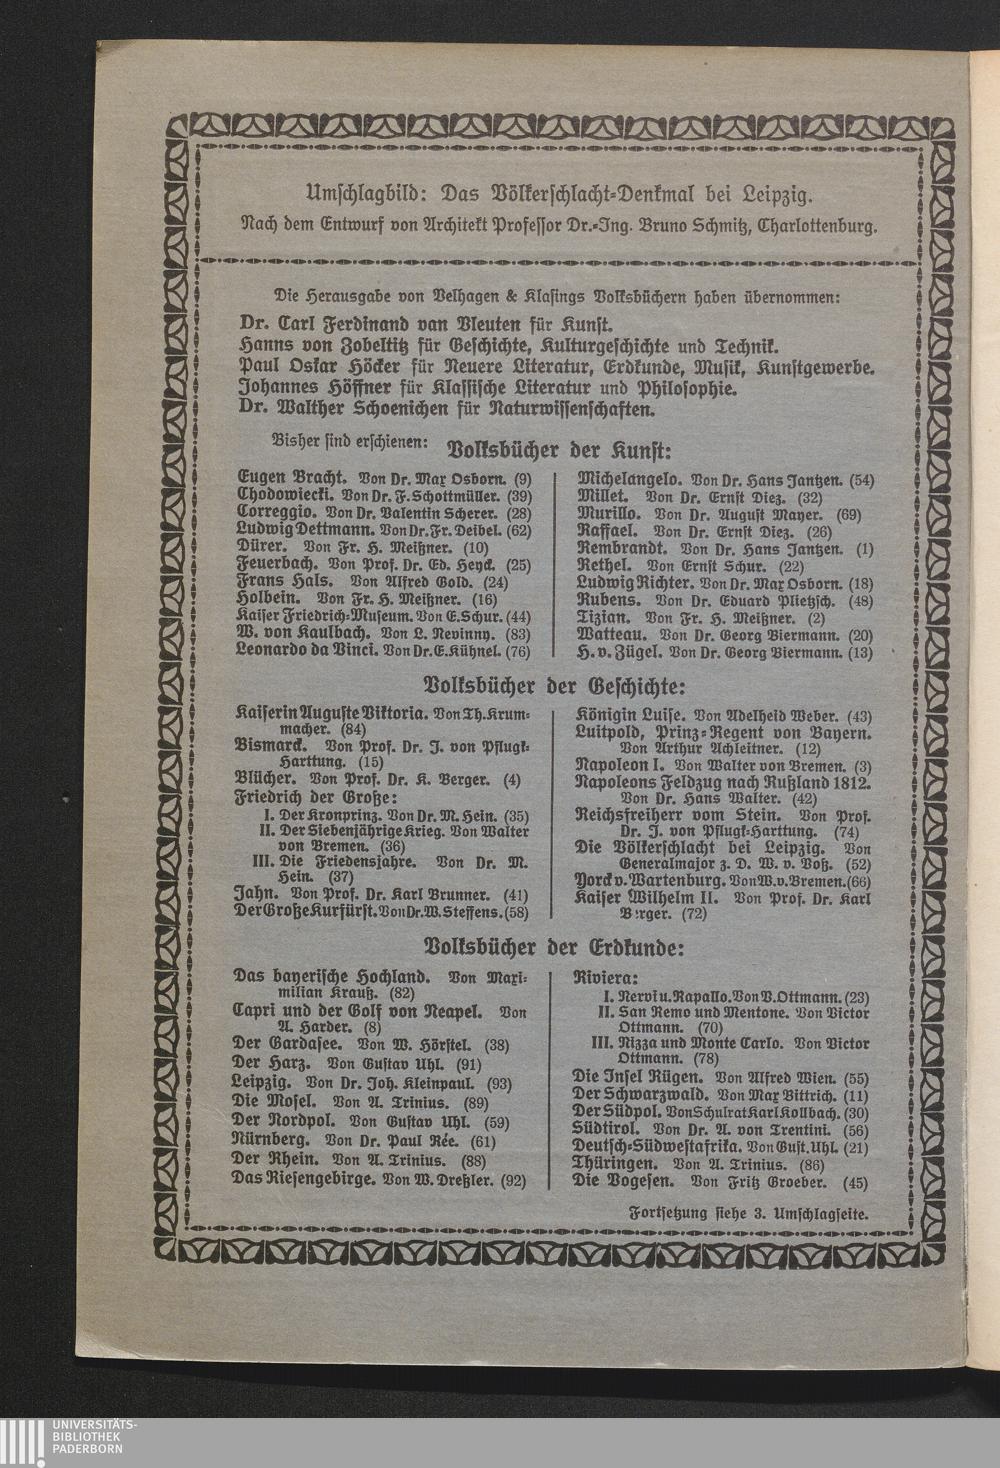 Umschlagbild: Das Völkerschlacht-Denkmal bei Leipzig.
Nach dem Entwurf von Architekt Professor Dr.-Ing. Bruno Schmitz, Charlottenburg.
Die Herausgabe von Velhagen & Klasings Volksbüchern haben übernommen:
Dr. Carl Ferdinand van Vleuten für Kunst.
Hanns von Zobeltitz für Geschichte, Kulturgeschichte und Technik.
Paul Oskar Höcker für Neuere Literatur, Erdkunde, Musik, Kunstgewerbe.
Johannes Höffner für Klassische Literatur und Philosophie.
Dr. Walther Schoenichen für Naturwissenschaften.
Bisher sind erschienen: Volksbücher der Kunst:
Eugen Bracht. Von Dr. Max Osborn. (9)
Chodowiecki. Von Dr. F. Schottmüller. (39)
Correggio. Von Dr. Valentin Scherer. (28)
Ludwig Dettmann. Von Dr. Fr. Deibel. (62)
Dürer. Von Fr. H. Meißner. (10)
Feuerbach. Von Prof. Dr. Ed. Heyck. (25)
Frans Hals. Von Alfred Gold. (24)
Holbein. Von Fr. H. Meißner. (16)
Kaiser Friedrich-Museum. Von E. Schur. (44)
W. von Kaulbach. Von L. Nevinny. (83)
Leonardo da Vinci. Von Dr. E. Kühnel. (76)
Michelangelo. Von Dr. Hans Jantzen. (54)
Millet. Von Dr. Ernst Diez. (32)
Murillo. Von Dr. August Mayer. (69)
Raffael. Von Dr. Ernst Diez. (26)
Rembrandt. Von Dr. Hans Jantzen. (1)
Rethel. Von Ernst Schur. (22)
Ludwig Richter. Von Dr. Max Osborn. (18)
Rubens. Von Dr. Eduard Plietzsch. (48)
Tizian. Von Fr. H. Meißner. (2)
Watteau. Von Dr. Georg Biermann. (20)
H. v. Zügel. Von Dr. Georg Biermann. (13)
Volksbücher der Geschichte:
Kaiserin Auguste Viktoria. Von Th. Krum-
macher. (84)
Bismarck. Von Prof. Dr. J. von Pflugk-
Harttung. (15)
Blücher. Von Prof. Dr. K. Berger. (4)
Friedrich der Große:
I. Der Kronprinz. Von Dr. M. Hein. (35)
II. Der Siebenjährige Krieg. Von Walter
von Bremen. (36)
III. Die Friedensjahre. Von Dr. M.
Hein. (37)
Jahn. Von Prof. Dr. Karl Brunner. (41)
Der Große Kurfürst. Von Dr. W. Steffens. (58)
Königin Luise. Von Adelheid Weber. (43)
Luitpold, Prinz-Regent von Bayern.
Von Arthur Achleitner. (12)
Napoleon I. Von Walter von Bremen. (3)
Napoleons Feldzug nach Rußland 1812.
Von Dr. Hans Walter. (42)
Reichsfreiherr vom Stein. Von Prof.
Dr. J. von Pflugk-Harttung. (74)
Die Völkerschlacht bei Leipzig. Von
Generalmajor z. D. W. v. Voß. (52)
Yorck v. Wartenburg. Von W. v. Bremen. (66)
Kaiser Wilhelm II. Von Prof. Dr. Karl
Berger. (72)
Volksbücher der Erdkunde:
Das bayerische Hochland. Von Maxi-
milian Krauß. (82)
Capri und der Golf von Neapel. Von
A. Harder. (8)
Der Gardasee. Von W. Hörstel. (38)
Der Harz. Von Gustav Uhl. (91)
Leipzig. Von Dr. Joh. Kleinpaul. (93)
Die Mosel. Von A. Trinius. (89)
Der Nordpol. Von Gustav Uhl. (59)
Nürnberg. Von Dr. Paul Rée. (61)
Der Rhein. Von A. Trinius. (88)
Das Riesengebirge. Von W. Dreßler. (92)
Riviera:
I. Nervi u. Rapallo. Von V. Ottmann. (23)
II. San Remo und Mentone. Von Victor
Ottmann. (70)
III. Nizza und Monte Carlo. Von Victor
Ottmann. (78)
Die Insel Rügen. Von Alfred Wien. (55)
Der Schwarzwald. Von Max Bittrich. (11)
Der Südpol. Von Schulrat Karl Kollbach. (30)
Südtirol. Von Dr. A. von Trentini. (56)
Deutsch-Südwestafrika. Von Gust. Uhl. (21)
Thüringen. Von A. Trinius. (86)
Die Vogesen. Von Fritz Groeber. (45)
Fortsetzung siehe 3. Umschlagseite.
UNIVERSITÄTS-
BIBLIOTHEK
PADERBORN